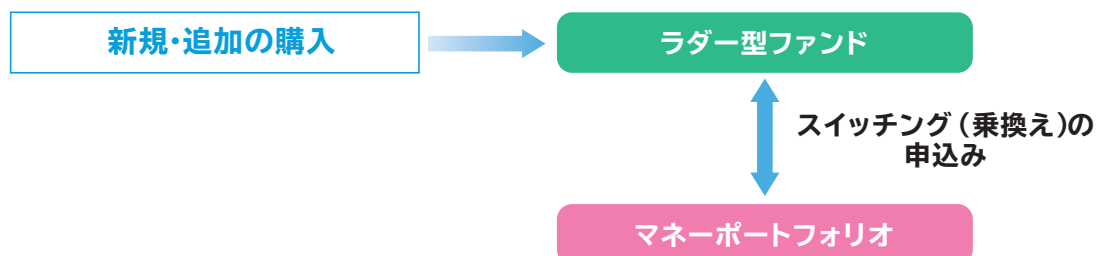 新規・追加の購入
ラダー型ファンド
スイッチング（乗換え）の
申込み
マネーポートフォリオ